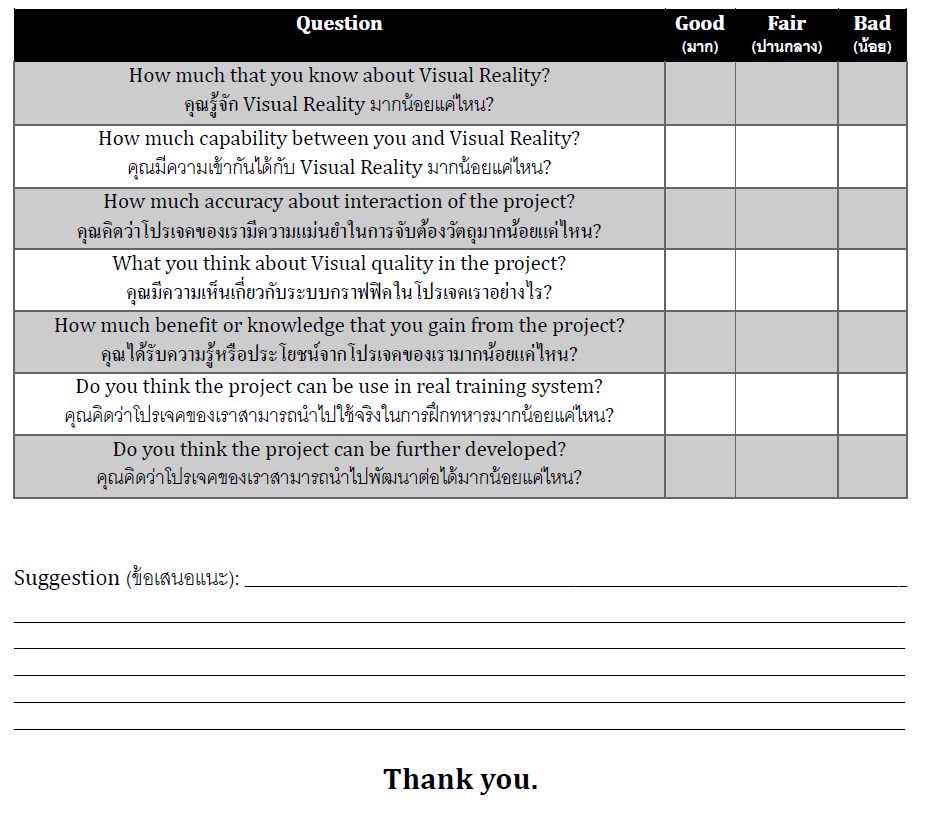 Question Good Fair Bad
(มาก) (ปานกลาง) (น้อย)
How much that you know about Visual Reality?
คุณรู้จัก Visual Reality มากน้อยแค่ไหน?
How much capability between you and Visual Reality?
คุณมีความเข้ากันได้กับ Visual Reality มากน้อยแค่ไหน?
How much accuracy about interaction of the project?
คุณคิดว่าโปรเจคของเรามีความแม่นยำในการจับต้องวัตถุมากน้อยแค่ไหน?
What you think about Visual quality in the project?
คุณมีความเห็นเกี่ยวกับระบบกราฟฟิคในโปรเจคเราอย่างไร?
How much benefit or knowledge that you gain from the project?
คุณได้รับความรู้หรือประโยชน์จากโปรเจคของเรามากน้อยแค่ไหน?
Do you think the project can be use in real training system?
คุณคิดว่าโปรเจคของเราสามารถนำไปใช้จริงในการฝึกทหารมากน้อยแค่ไหน?
Do you think the project can be further developed?
คุณคิดว่าโปรเจคของเราสามารถนำไปพัฒนาต่อได้มากน้อยแค่ไหน?
Suggestion (ข้อเสนอแนะ):
Thank you.